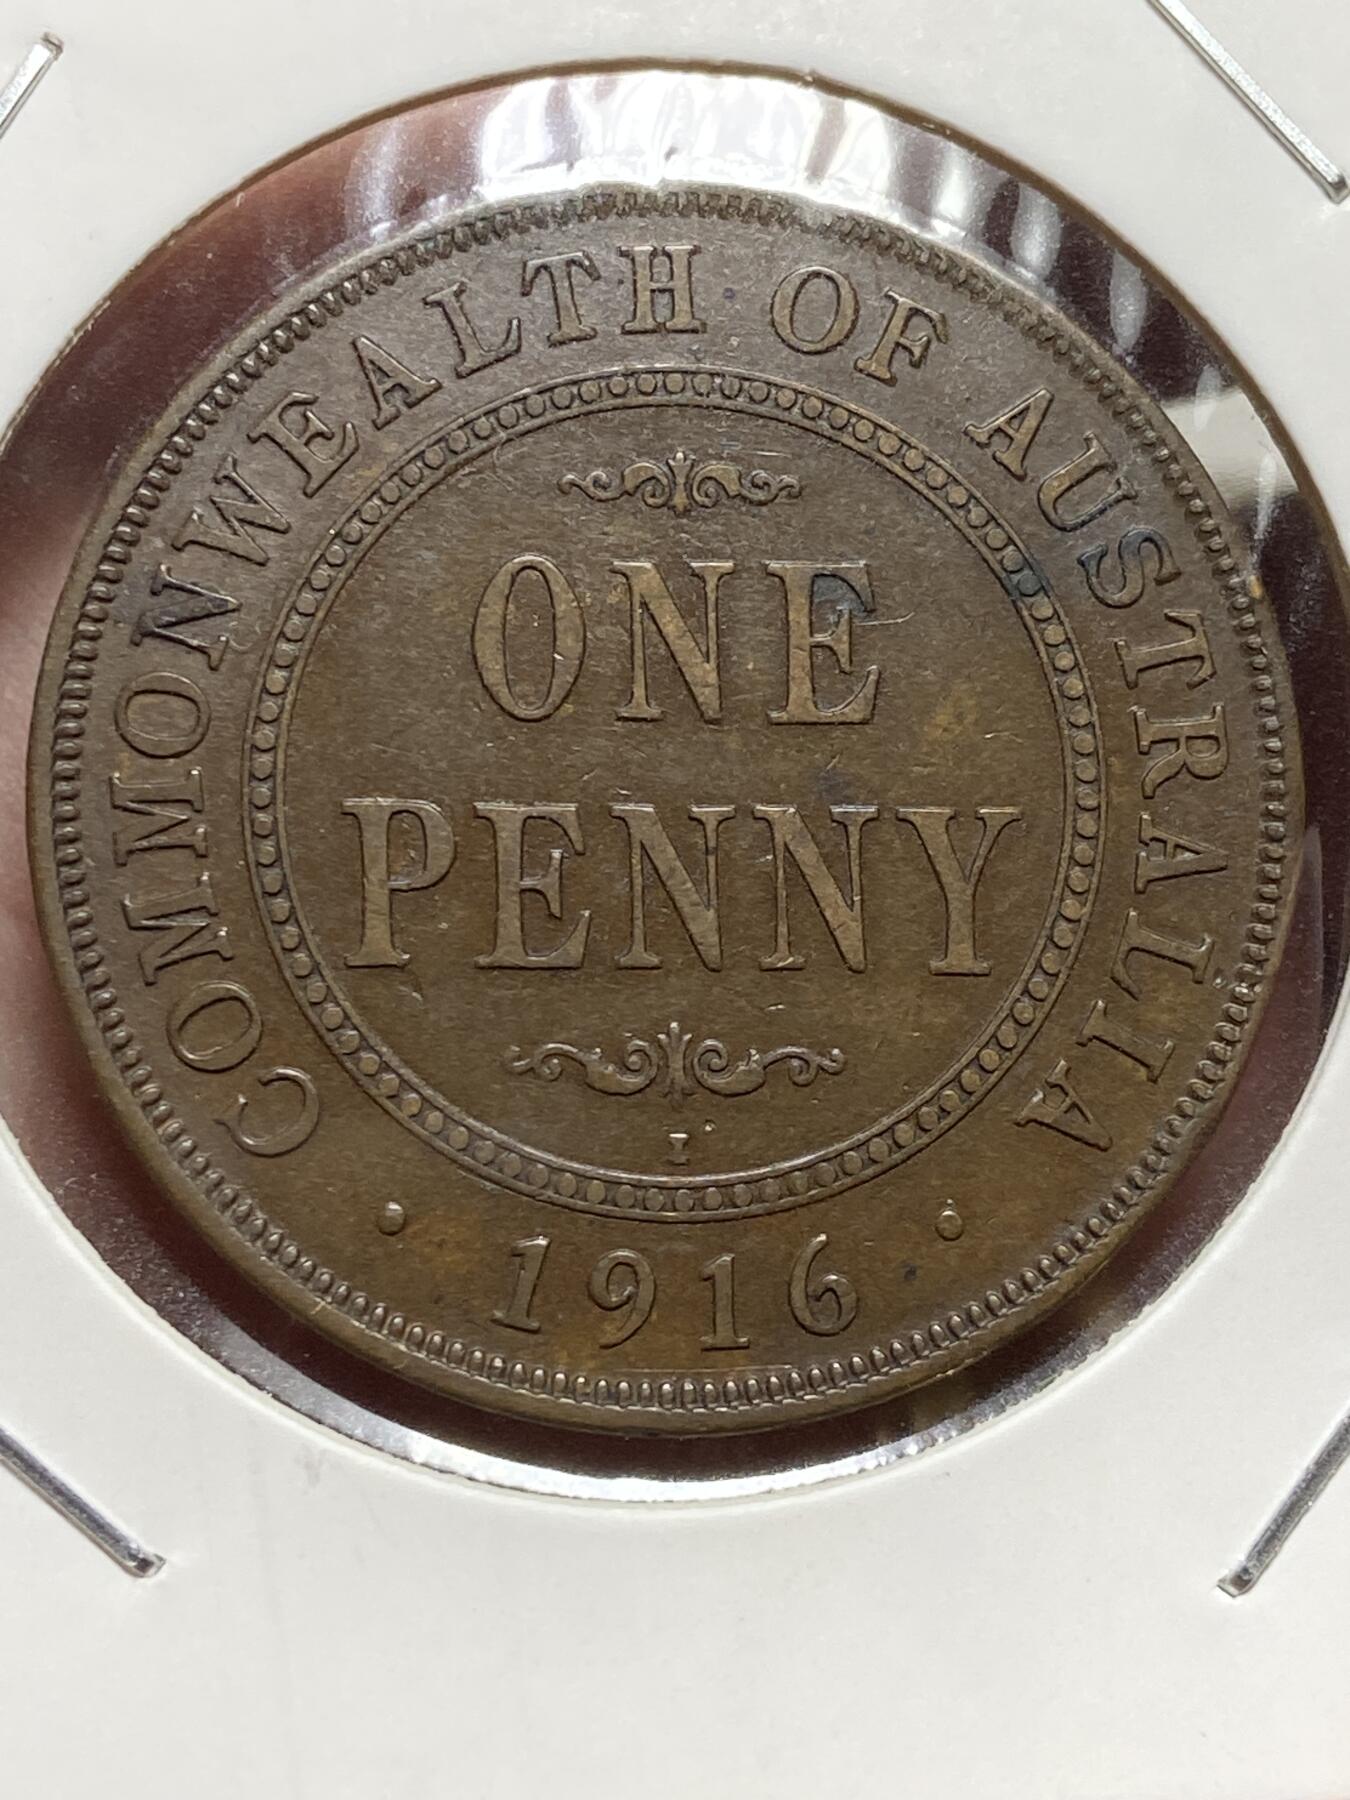 COMMONWEALTH OF AUSTRALIA
ONE
PENNY
I
· 1916 ·